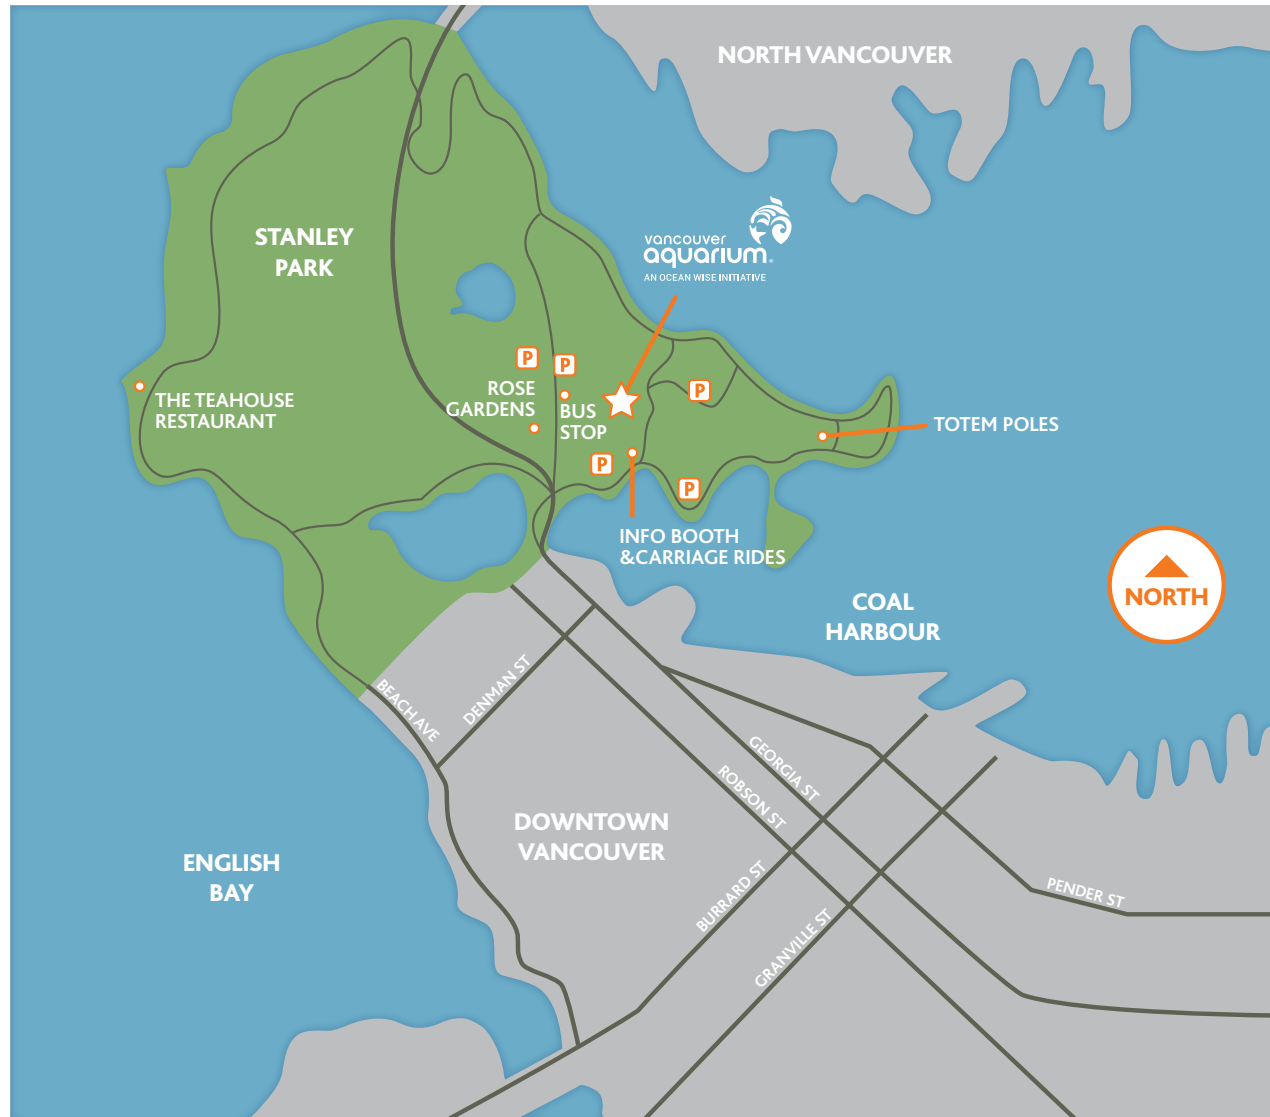 NORTH VANCOUVER
STANLEY
PARK
vancouver
aquarium
AN OCEAN WISE INITIATIVE
P
P
P
P
P
ROSE
GARDENS
BUS
STOP
THE TEAHOUSE
RESTAURANT
TOTEM POLES
INFO BOOTH
&CARRIAGE RIDES
COAL
HARBOUR
NORTH
BEACH AVE
DENMAN ST
GEORGIA ST
ROBSON ST
DOWNTOWN
VANCOUVER
ENGLISH
BAY
BURRARD ST
GRANVILLE ST
PENDER ST